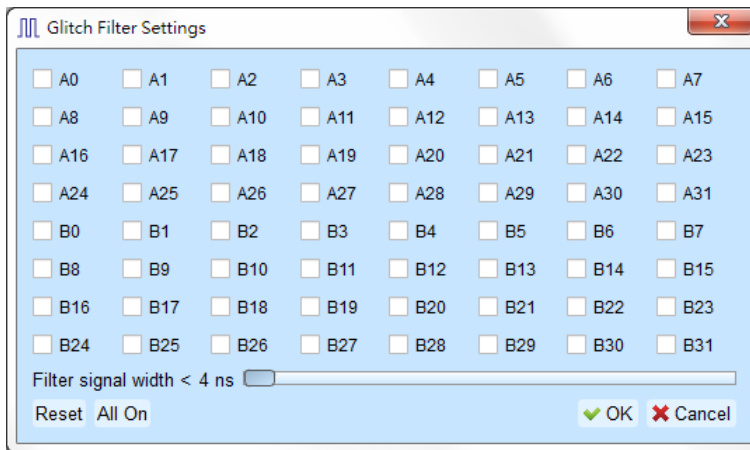 Glitch Filter Settings
A0 A1 A2 A3 A4 A5 A6 A7
A8 A9 A10 A11 A12 A13 A14 A15
A16 A17 A18 A19 A20 A21 A22 A23
A24 A25 A26 A27 A28 A29 A30 A31
B0 B1 B2 B3 B4 B5 B6 B7
B8 B9 B10 B11 B12 B13 B14 B15
B16 B17 B18 B19 B20 B21 B22 B23
B24 B25 B26 B27 B28 B29 B30 B31
Filter signal width < 4 ns
Reset All On OK Cancel